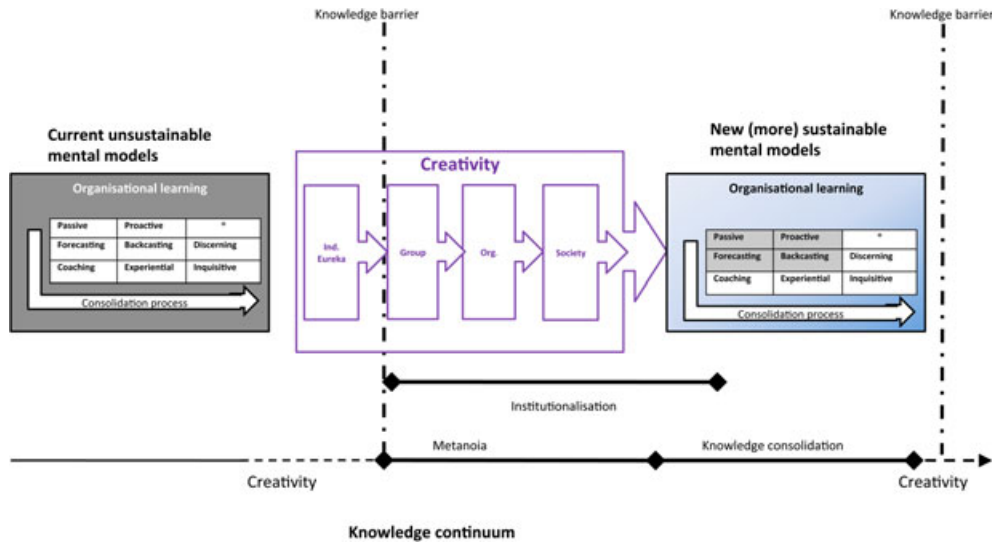 Knowledge barrier
Knowledge barrier
Current unsustainable
mental models
New (more) sustainable
mental models
Organisational learning
Passive Proactive *
Forecasting Backcasting Discerning
Coaching Experiential Inquisitive
Consolidation process
Creativity
Ind.
Eureka
Group
Org.
Society
Organisational learning
Passive Proactive *
Forecasting Backcasting Discerning
Coaching Experiential Inquisitive
Consolidation process
Institutionalisation
Metanoia
Knowledge consolidation
Creativity
Creativity
Knowledge continuum